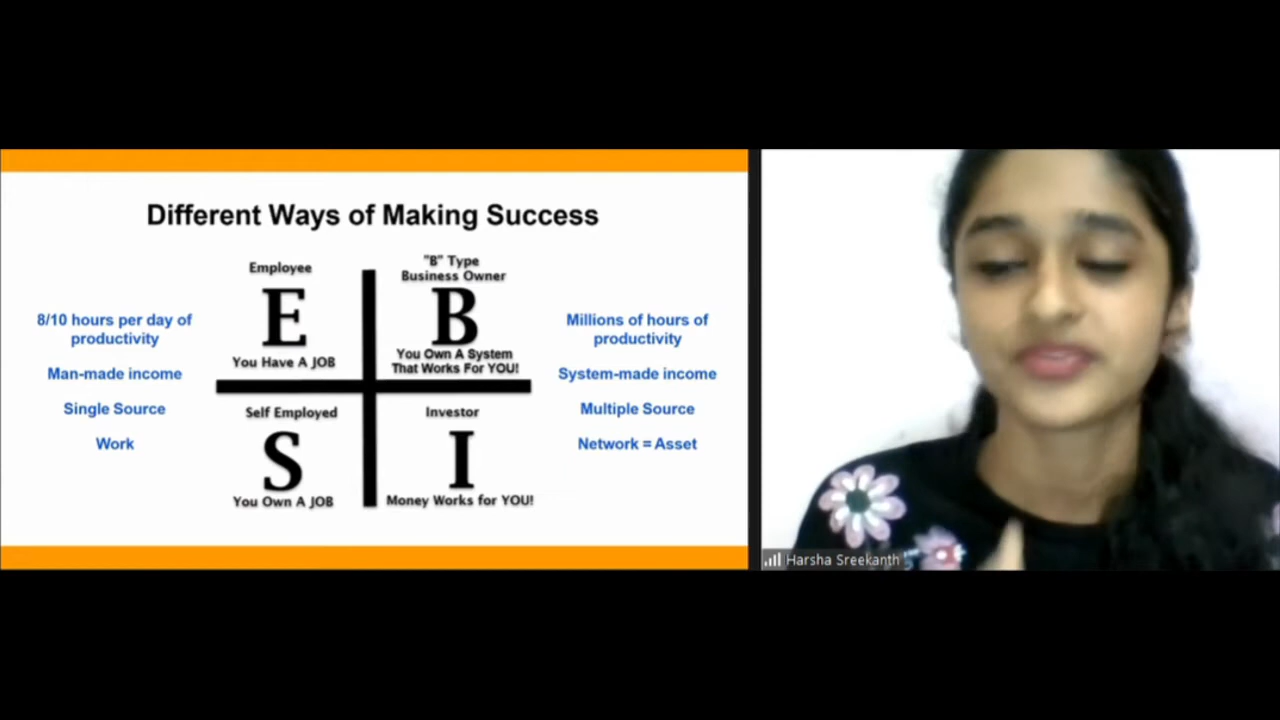 Different Ways of Making Success
Employee
E
You Have A JOB
"B" Type
Business Owner
B
You Own A System
That Works For YOU!
Self Employed
S
You Own A JOB
Investor
I
Money Works for YOU!
8/10 hours per day of
productivity
Man-made income
Single Source
Work
Millions of hours of
productivity
System-made income
Multiple Source
Network = Asset
Harsha Sreekanth